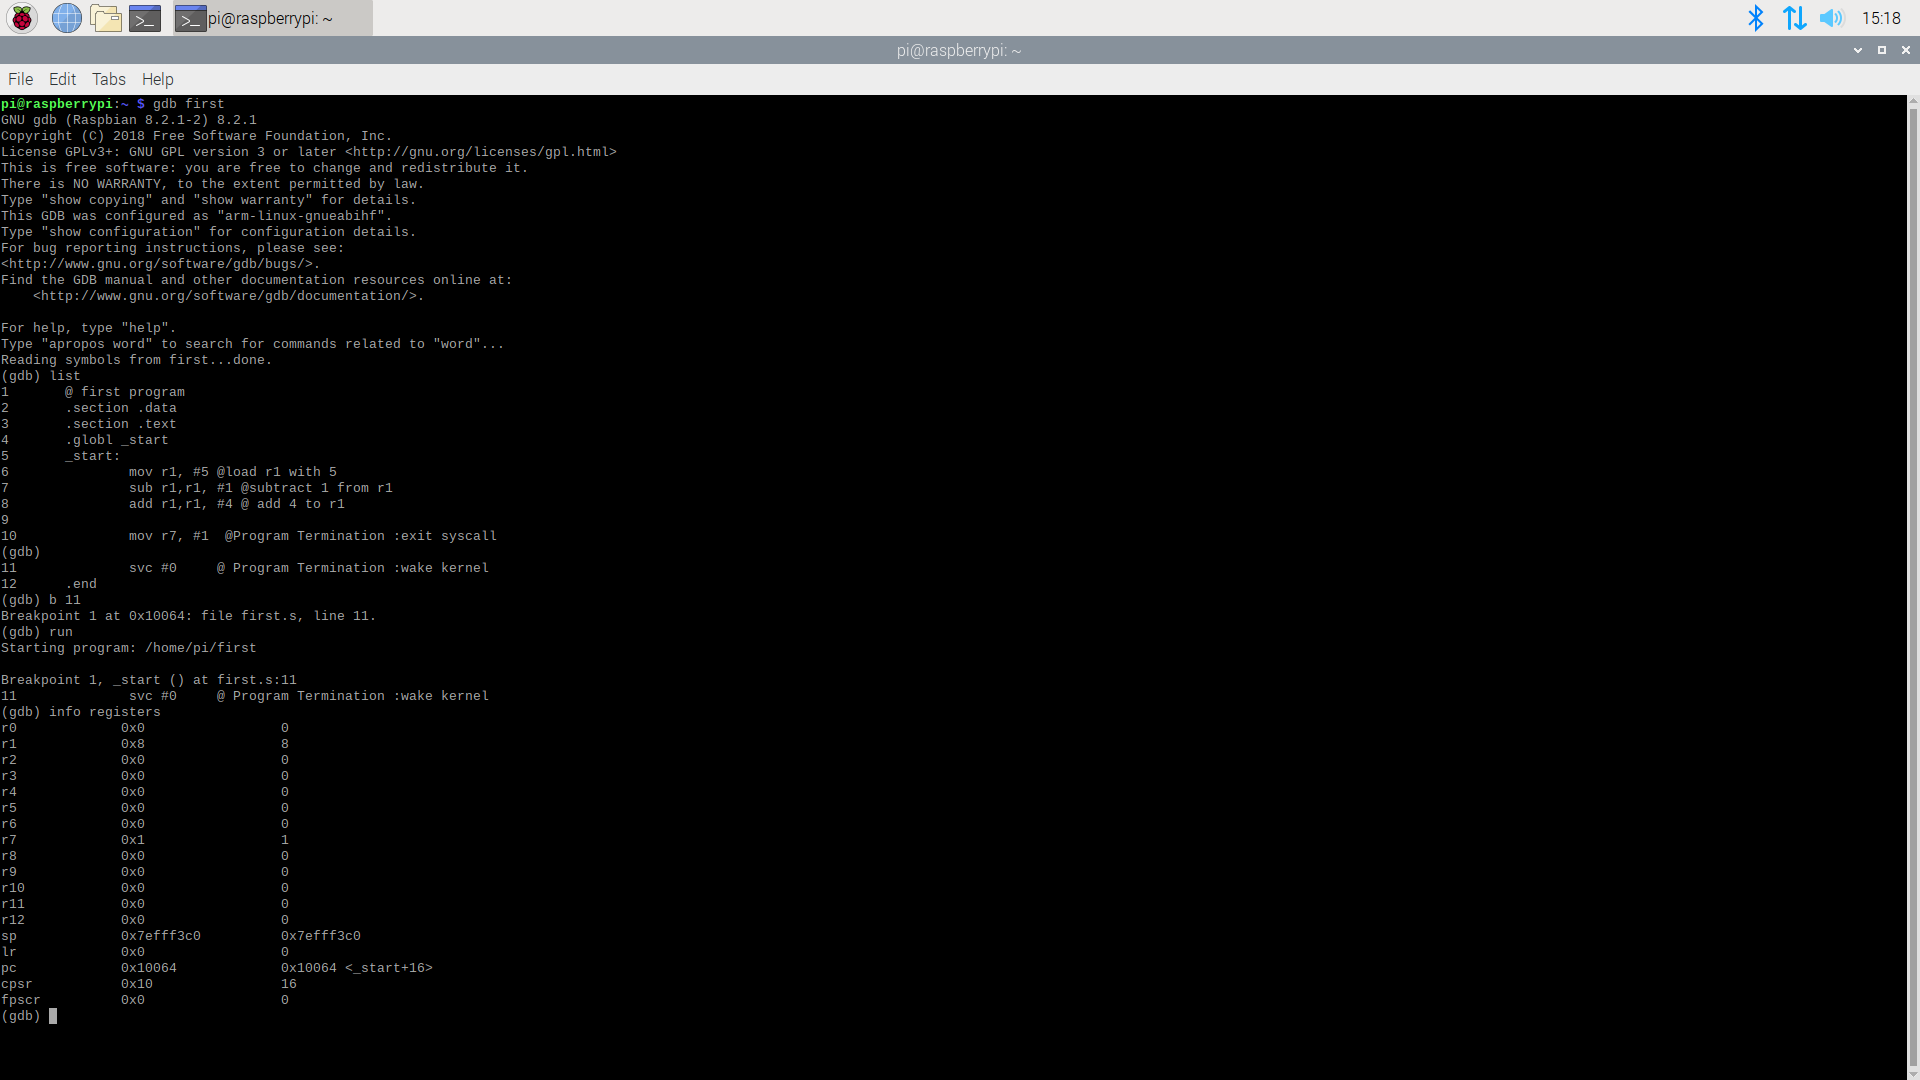 pi@raspberrypi: ~
15:18
pi@raspberrypi: ~
File Edit Tabs Help
pi@raspberrypi:~ $ gdb first
GNU gdb (Raspbian 8.2.1-2) 8.2.1
Copyright (C) 2018 Free Software Foundation, Inc.
License GPLv3+: GNU GPL version 3 or later <http://gnu.org/licenses/gpl.html>
This is free software: you are free to change and redistribute it.
There is NO WARRANTY, to the extent permitted by law.
Type "show copying" and "show warranty" for details.
This GDB was configured as "arm-linux-gnueabihf".
Type "show configuration" for configuration details.
For bug reporting instructions, please see:
<http://www.gnu.org/software/gdb/bugs/>.
Find the GDB manual and other documentation resources online at:
    <http://www.gnu.org/software/gdb/documentation/>.

For help, type "help".
Type "apropos word" to search for commands related to "word"...
Reading symbols from first...done.
(gdb) list
1       @ first program
2       .section .data
3       .section .text
4       .globl _start
5       _start:
6               mov r1, #5 @load r1 with 5
7               sub r1,r1, #1 @subtract 1 from r1
8               add r1,r1, #4 @ add 4 to r1
9
10              mov r7, #1  @Program Termination :exit syscall
(gdb)
11              svc #0     @ Program Termination :wake kernel
12      .end
(gdb) b 11
Breakpoint 1 at 0x10064: file first.s, line 11.
(gdb) run
Starting program: /home/pi/first

Breakpoint 1, _start () at first.s:11
11              svc #0     @ Program Termination :wake kernel
(gdb) info registers
r0             0x0                 0
r1             0x8                 8
r2             0x0                 0
r3             0x0                 0
r4             0x0                 0
r5             0x0                 0
r6             0x0                 0
r7             0x1                 1
r8             0x0                 0
r9             0x0                 0
r10            0x0                 0
r11            0x0                 0
r12            0x0                 0
sp             0x7efff3c0          0x7efff3c0
lr             0x0                 0
pc             0x10064             0x10064 <_start+16>
cpsr           0x10                16
fpscr          0x0                 0
(gdb)